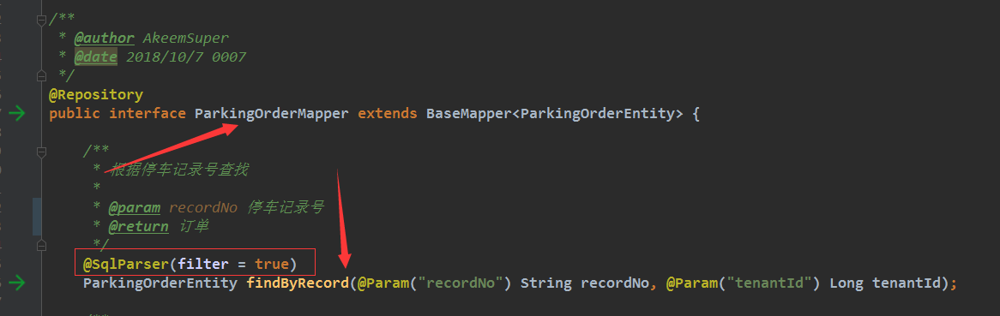 /**
* @author AkeemSuper
* @date 2018/10/7 0007
*/
@Repository
public interface ParkingOrderMapper extends BaseMapper<ParkingOrderEntity> {
/**
* 根据停车记录号查找
*
* @param recordNo 停车记录号
* @return 订单
*/
@SqlParser(filter = true)
ParkingOrderEntity findByRecord(@Param("recordNo") String recordNo, @Param("tenantId") Long tenantId);